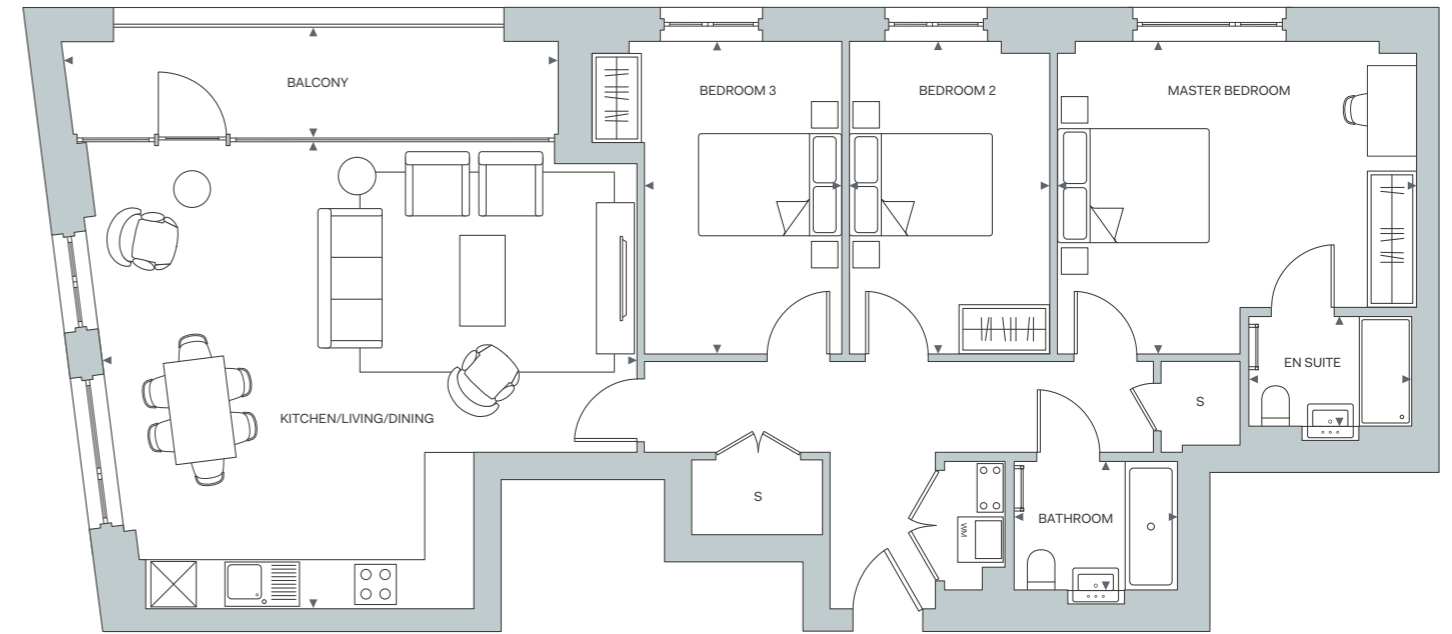 BALCONY
BEDROOM 3
BEDROOM 2
MASTER BEDROOM
EN SUITE
S
KITCHEN/LIVING/DINING
S
BATHROOM
WM